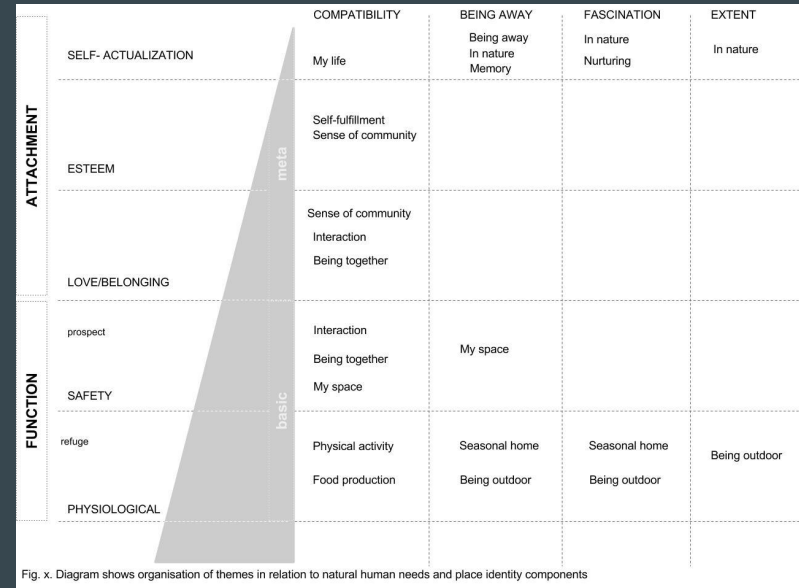 COMPATIBILITY BEING AWAY FASCINATION EXTENT
ATTACHMENT
SELF- ACTUALIZATION
My life
Being away
In nature
Memory
In nature
Nurturing
In nature
meta
ESTEEM
Self-fulfillment
Sense of community
LOVE/BELONGING
Sense of community
Interaction
Being together
FUNCTION
prospect
SAFETY
Interaction
Being together
My space
My space
basic
refuge
PHYSIOLOGICAL
Physical activity Seasonal home Seasonal home Being outdoor
Food production Being outdoor Being outdoor
Fig. x. Diagram shows organisation of themes in relation to natural human needs and place identity components